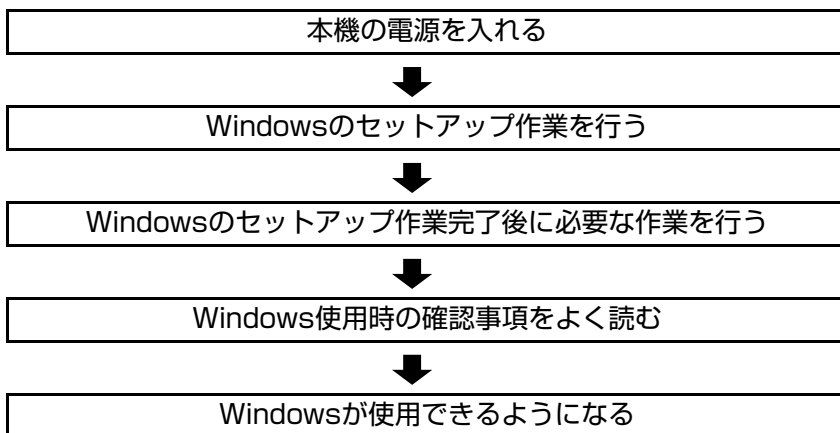 本機の電源を入れる
Windowsのセットアップ作業を行う
Windowsのセットアップ作業完了後に必要な作業を行う
Windows使用時の確認事項をよく読む
Windowsが使用できるようになる